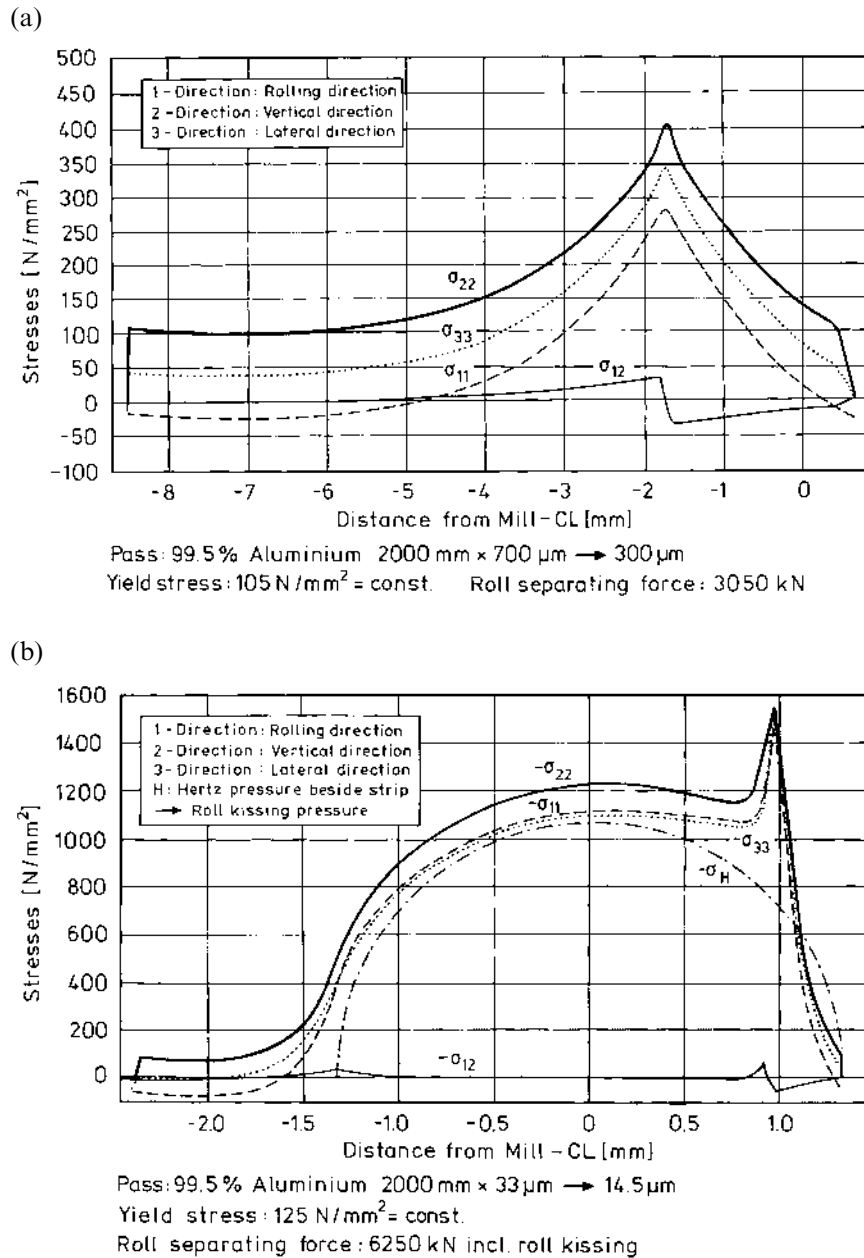 (a)
500
450
400
350
300
250
200
150
100
50
0
-50
-100
Stresses [N/mm²]
1-Direction: Rolling direction
2-Direction: Vertical direction
3-Direction: Lateral direction
σ22
σ33
σ11
σ12
-8 -7 -6 -5 -4 -3 -2 -1 0
Distance from Mill-CL [mm]
Pass: 99.5% Aluminium 2000 mm × 700 µm → 300 µm
Yield stress: 105 N/mm² = const. Roll separating force: 3050 kN
(b)
1600
1400
1200
1000
800
600
400
200
0
Stresses [N/mm²]
1-Direction: Rolling direction
2-Direction: Vertical direction
3-Direction: Lateral direction
H: Hertz pressure beside strip
→ Roll kissing pressure
-σ22
-σ11
-σ33
-σH
-σ12
-2.0 -1.5 -1.0 -0.5 0 0.5 1.0
Distance from Mill-CL [mm]
Pass: 99.5% Aluminium 2000 mm × 33 µm → 14.5 µm
Yield stress: 125 N/mm² = const.
Roll separating force: 6250 kN incl. roll kissing